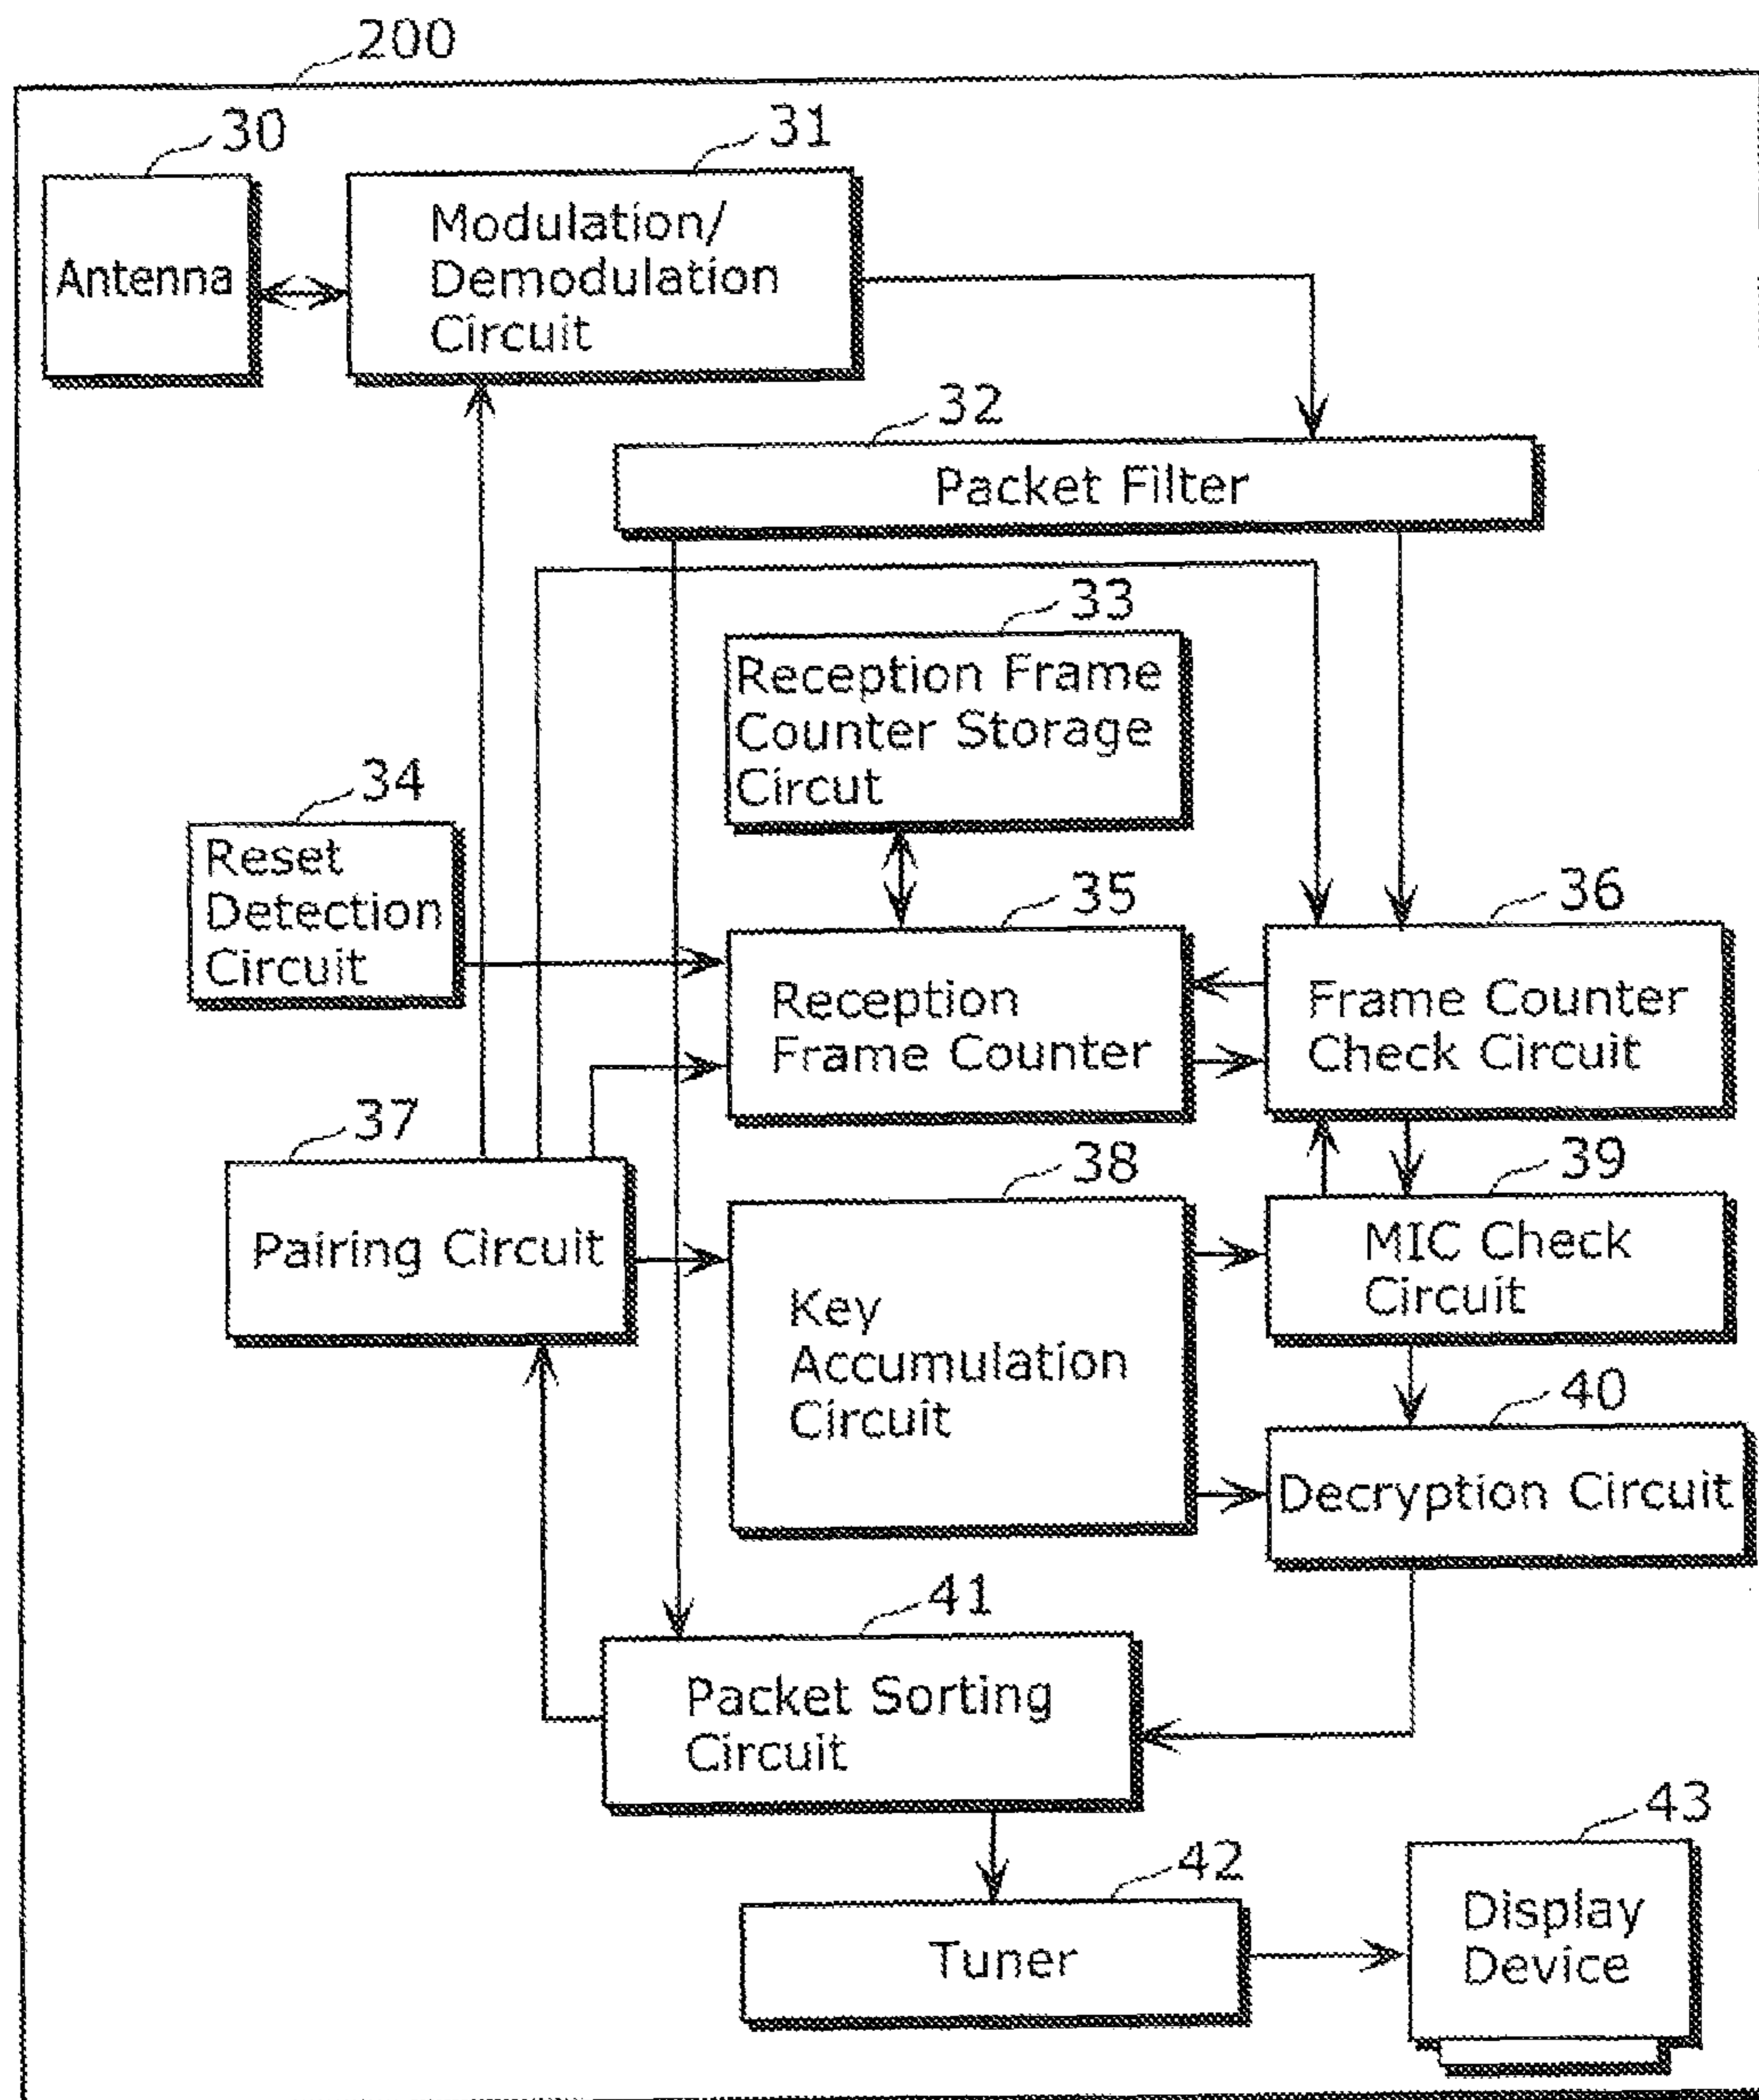 200
30
31
Antenna
Modulation/
Demodulation
Circuit
32
Packet Filter
33
Reception Frame
Counter Storage
Circut
34
Reset
Detection
Circuit
35
Reception
Frame Counter
36
Frame Counter
Check Circuit
37
Pairing Circuit
38
Key
Accumulation
Circuit
39
MIC Check
Circuit
40
Decryption Circuit
41
Packet Sorting
Circuit
42
Tuner
43
Display
Device